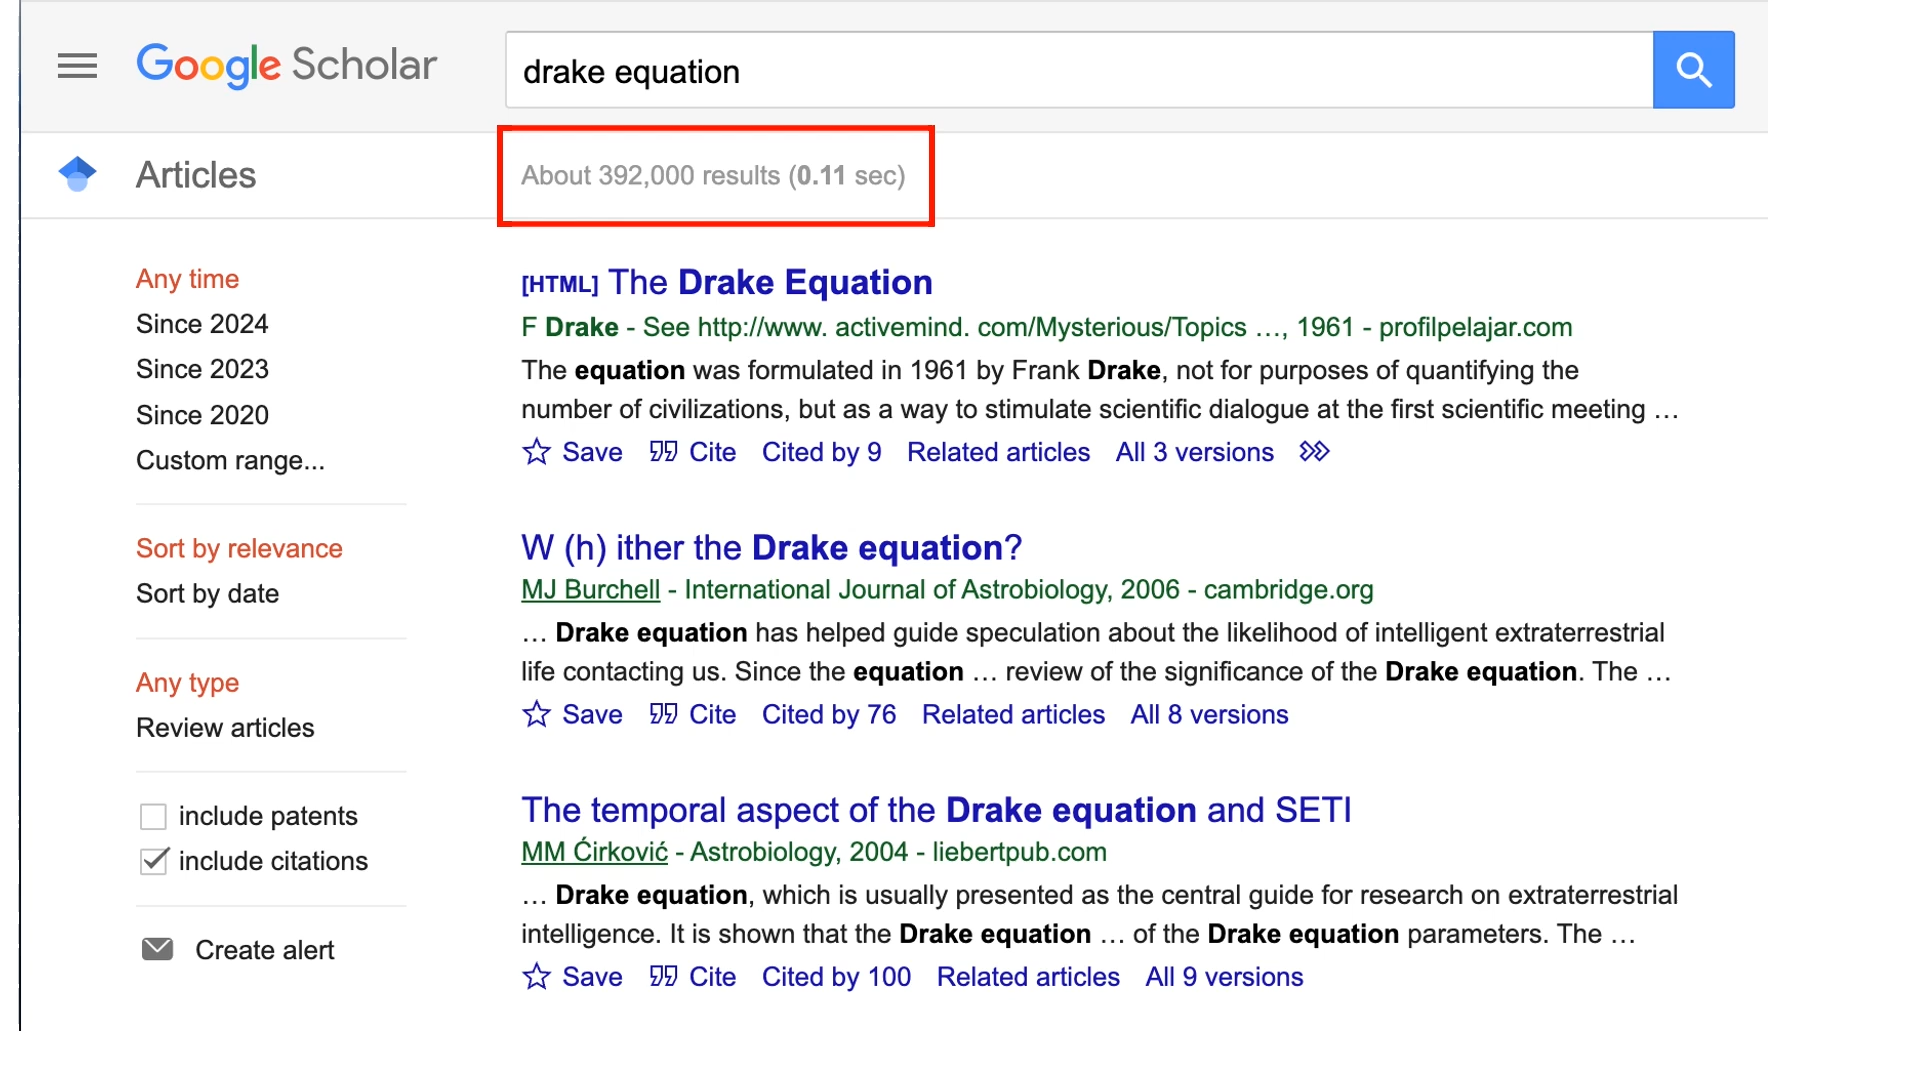 Google Scholar
drake equation
Articles
About 392,000 results (0.11 sec)
Any time
Since 2024
Since 2023
Since 2020
Custom range...
Sort by relevance
Sort by date
Any type
Review articles
include patents
include citations
Create alert
[HTML] The Drake Equation
F Drake - See http://www. activemind. com/Mysterious/Topics …, 1961 - profilpelajar.com
The equation was formulated in 1961 by Frank Drake, not for purposes of quantifying the
number of civilizations, but as a way to stimulate scientific dialogue at the first scientific meeting …
Save Cite Cited by 9 Related articles All 3 versions
W (h) ither the Drake equation?
MJ Burchell - International Journal of Astrobiology, 2006 - cambridge.org
… Drake equation has helped guide speculation about the likelihood of intelligent extraterrestrial
life contacting us. Since the equation … review of the significance of the Drake equation. The …
Save Cite Cited by 76 Related articles All 8 versions
The temporal aspect of the Drake equation and SETI
MM Ćirković - Astrobiology, 2004 - liebertpub.com
… Drake equation, which is usually presented as the central guide for research on extraterrestrial
intelligence. It is shown that the Drake equation … of the Drake equation parameters. The …
Save Cite Cited by 100 Related articles All 9 versions